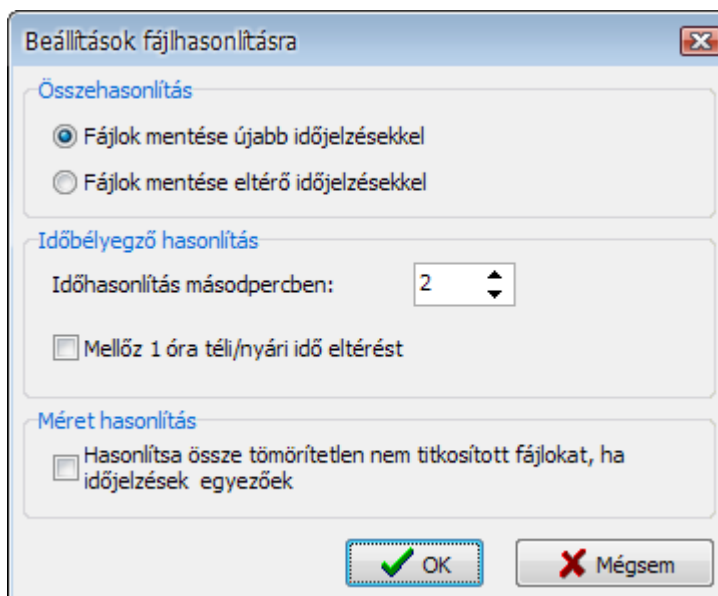 Beállítások fájlhasonlításra
Összehasonlítás
Fájlok mentése újabb időjelzésekkel
Fájlok mentése eltérő időjelzésekkel
Időbélyegző hasonlítás
Időhasonlítás másodpercben: 2
Mellőz 1 óra téli/nyári idő eltérést
Méret hasonlítás
Hasonlítsa össze tömörítetlen nem titkosított fájlokat, ha
időjelzések egyezőek
OK Mégsem